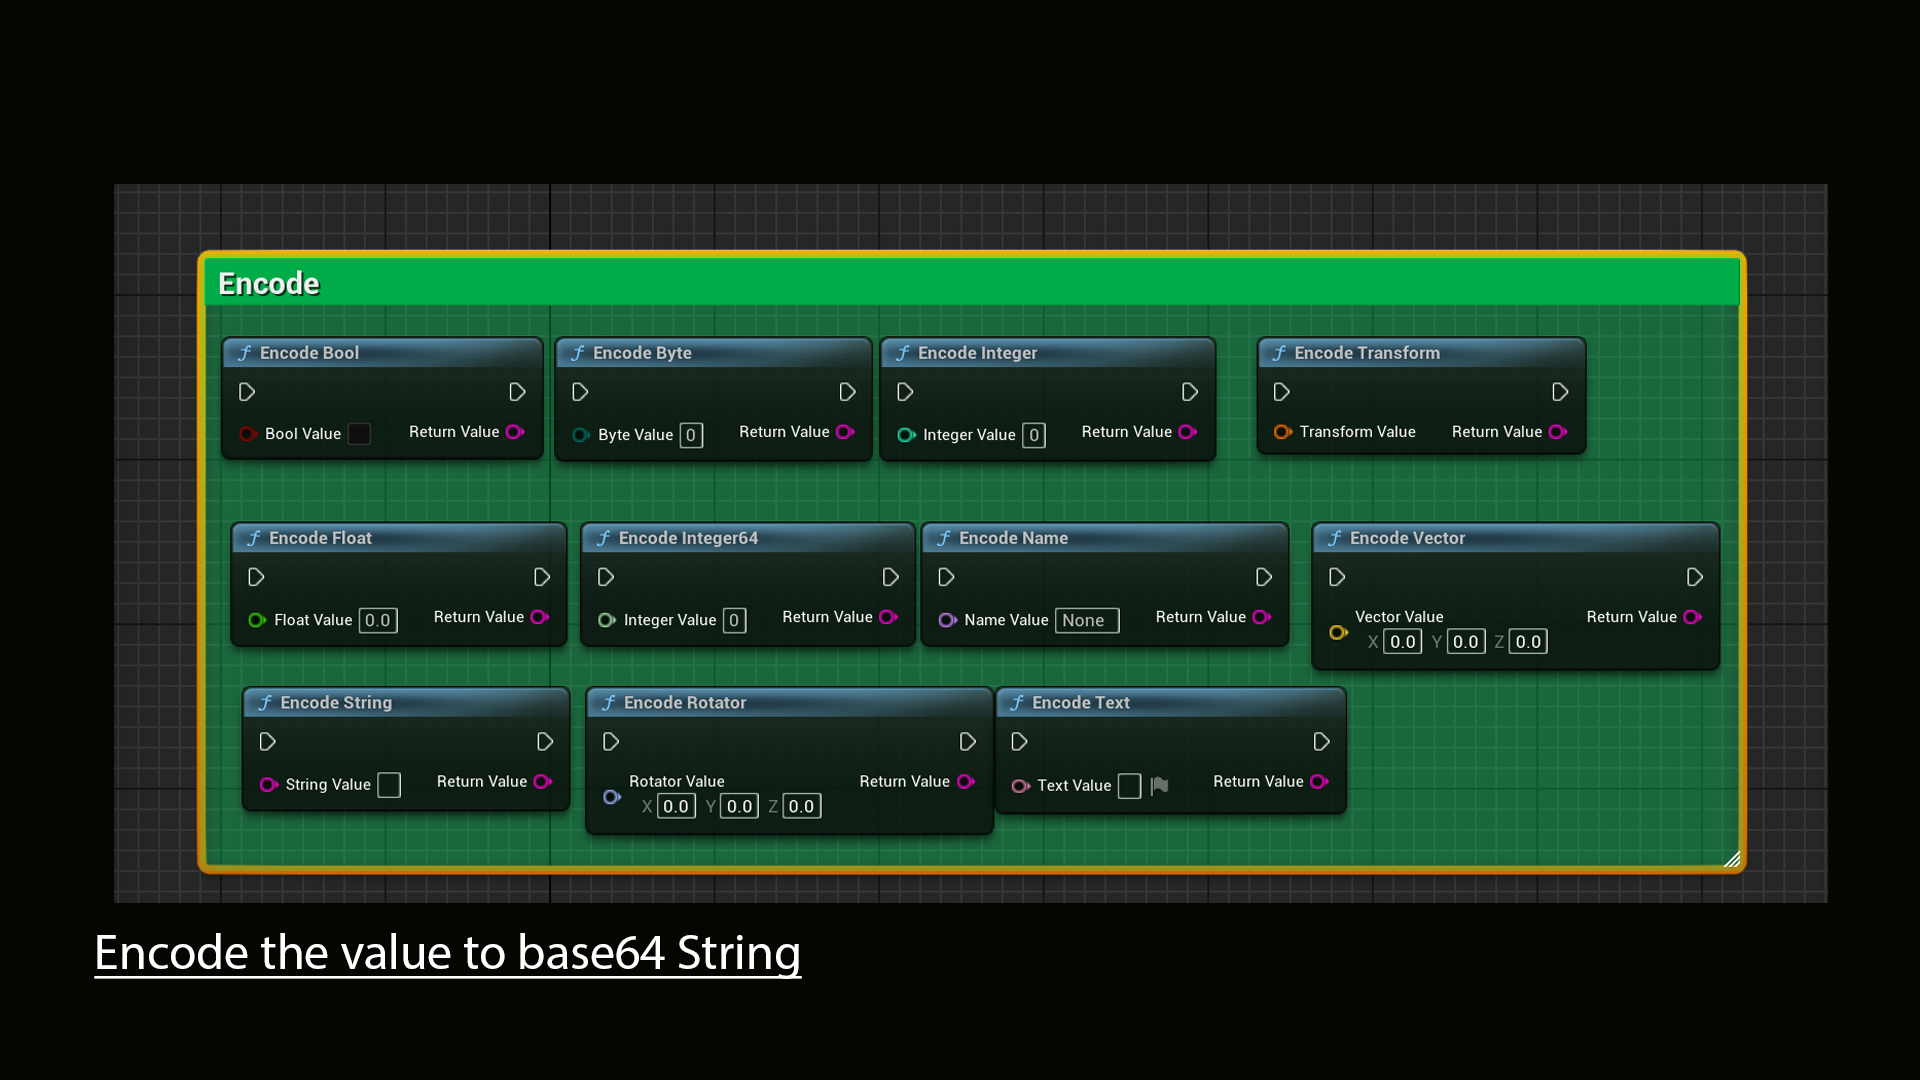 Encode
f Encode Bool
Bool Value Return Value
f Encode Byte
Byte Value 0 Return Value
f Encode Integer
Integer Value 0 Return Value
f Encode Transform
Transform Value Return Value
f Encode Float
Float Value 0.0 Return Value
f Encode Integer64
Integer Value 0 Return Value
f Encode Name
Name Value None Return Value
f Encode Vector
Vector Value Return Value
X 0.0 Y 0.0 Z 0.0
f Encode String
String Value Return Value
f Encode Rotator
Rotator Value Return Value
X 0.0 Y 0.0 Z 0.0
f Encode Text
Text Value Return Value
Encode the value to base64 String